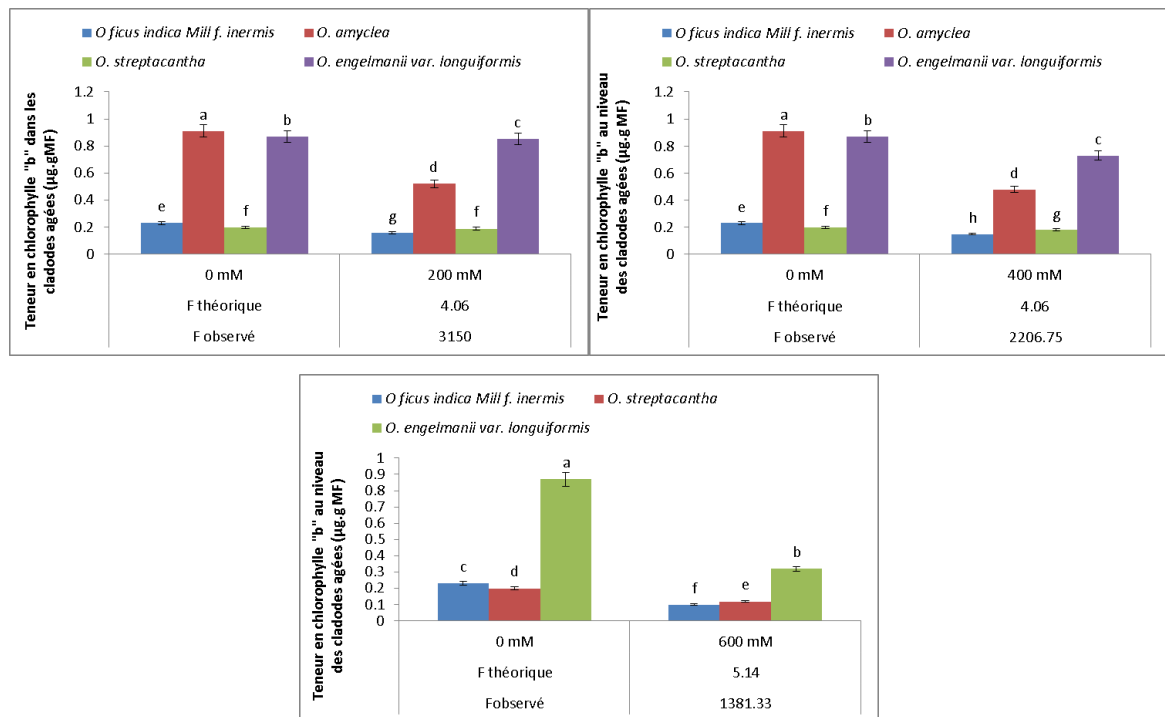 O ficus indica Mill f. inermis O. amyclea
O. streptacantha O. engelmanii var. longuiformis
Teneur en chlorophylle "b" dans les
cladodes agées (µg.gMF)
1.2
1
0.8
0.6
0.4
0.2
0
a
b
c
d
e
f
g
f
0 mM 200 mM
F théorique 4.06
F observé 3150
O ficus indica Mill f. inermis O. amyclea
O. streptacantha O. engelmanii var. longuiformis
Teneur en chlorophylle "b" au niveau
des cladodes agées (µg.g MF)
1.2
1
0.8
0.6
0.4
0.2
0
a
b
c
d
e
f
h
g
0 mM 400 mM
F théorique 4.06
F observé 2206.75
O ficus indica Mill f. inermis O. streptacantha
O. engelmanii var. longuiformis
Teneur en chlorophylle "b" au niveau
des cladodes agées (µg.g MF)
1
0.9
0.8
0.7
0.6
0.5
0.4
0.3
0.2
0.1
0
a
b
c
d
f
e
0 mM 600 mM
F théorique 5.14
Fobservé 1381.33